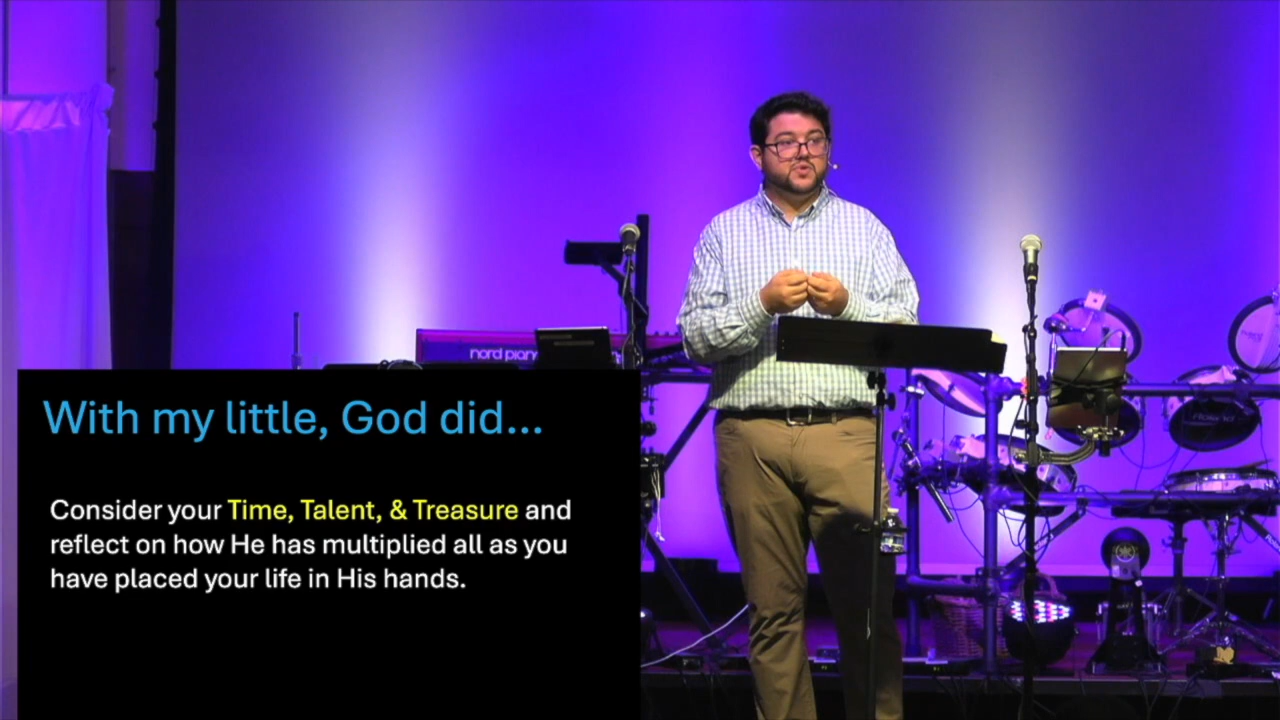 nord piano
With my little, God did...
Consider your Time, Talent, & Treasure and
reflect on how He has multiplied all as you
have placed your life in His hands.